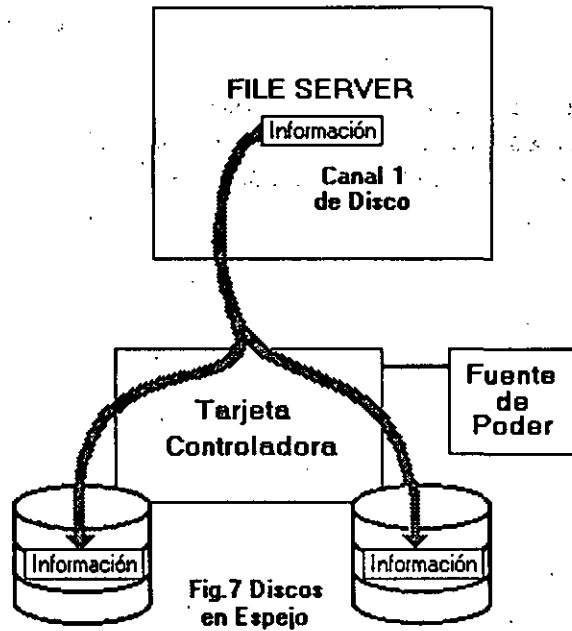 FILE SERVER
Información
Canal 1
de Disco
Tarjeta
Controladora
Fuente
de
Poder
Información
Información
Fig.7 Discos
en Espejo